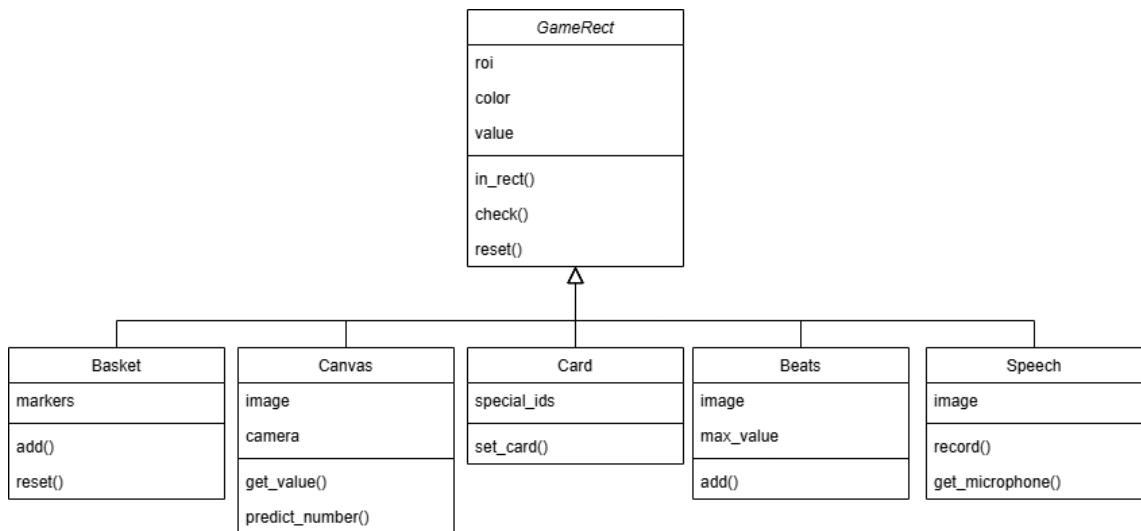 GameRect
roi
color
value
in_rect()
check()
reset()
Basket
markers
add()
reset()
Canvas
image
camera
get_value()
predict_number()
Card
special_ids
set_card()
Beats
image
max_value
add()
Speech
image
record()
get_microphone()